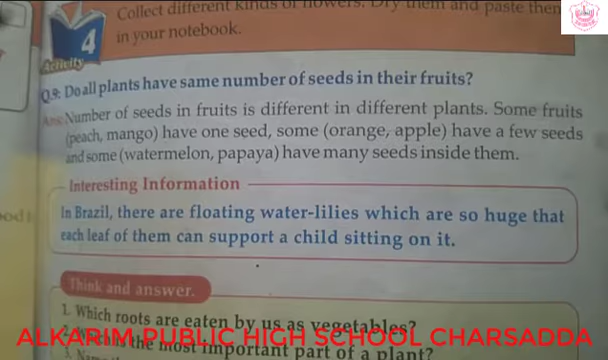 Collect different kinds of flowers. Dry them and paste them
in your notebook.
4
Activity
Q.9: Do all plants have same number of seeds in their fruits?
Ans: Number of seeds in fruits is different in different plants. Some fruits
(peach, mango) have one seed, some (orange, apple) have a few seeds
and some (watermelon, papaya) have many seeds inside them.
Interesting Information
In Brazil, there are floating water-lilies which are so huge that
each leaf of them can support a child sitting on it.
Think and answer.
1. Which roots are eaten by us as vegetables?
2. the most important part of a plant?
3.
ALKARIM PUBLIC HIGH SCHOOL CHARSADDA